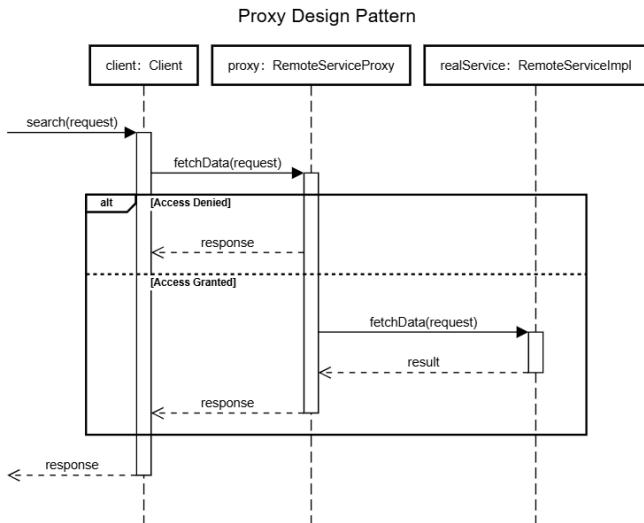 Proxy Design Pattern
client: Client
proxy: RemoteServiceProxy
realService: RemoteServiceImpl
search(request)
fetchData(request)
alt
[Access Denied]
response
[Access Granted]
fetchData(request)
result
response
response